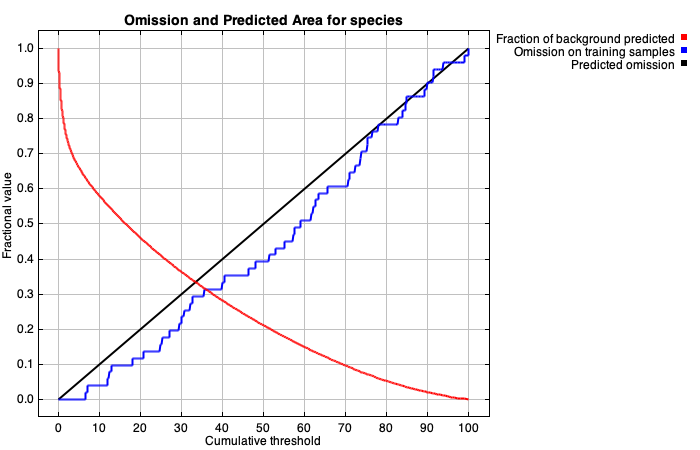 Omission and Predicted Area for species
Fraction of background predicted
Omission on training samples
Predicted omission
1.0
0.9
0.8
0.7
0.6
0.5
0.4
0.3
0.2
0.1
0.0
Fractional value
0 10 20 30 40 50 60 70 80 90 100
Cumulative threshold